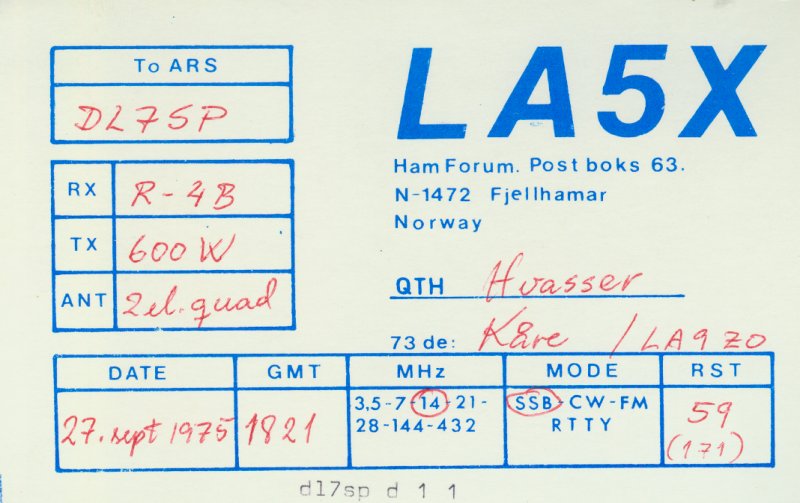 To ARS
DL7SP
LA5X
Ham Forum. Post boks 63.
N-1472 Fjellhamar
Norway
RX R-4B
TX 600 W
ANT 2el. quad
QTH Hvasser
73 de: Kåre / LA9ZO
DATE GMT MHz MODE RST
27. sept 1975 1821 3,5-7-14-21- SSB-CW-FM 59
28-144-432 RTTY (171)
dl7sp d 1 1